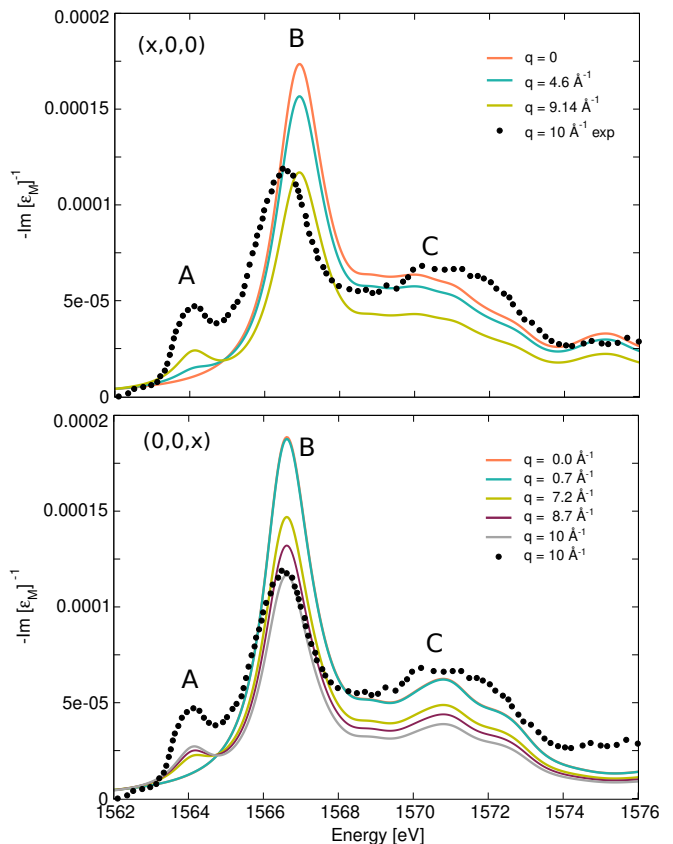 0.0002
(x,0,0)
B
q = 0
q = 4.6 Å⁻¹
q = 9.14 Å⁻¹
q = 10 Å⁻¹ exp
0.00015
-Im [εM]⁻¹
0.0001
A
C
5e-05
0
0.0002
(0,0,x)
B
q = 0.0 Å⁻¹
q = 0.7 Å⁻¹
q = 7.2 Å⁻¹
q = 8.7 Å⁻¹
q = 10 Å⁻¹
q = 10 Å⁻¹
0.00015
-Im [εM]⁻¹
0.0001
A
C
5e-05
0
1562 1564 1566 1568 1570 1572 1574 1576
Energy [eV]